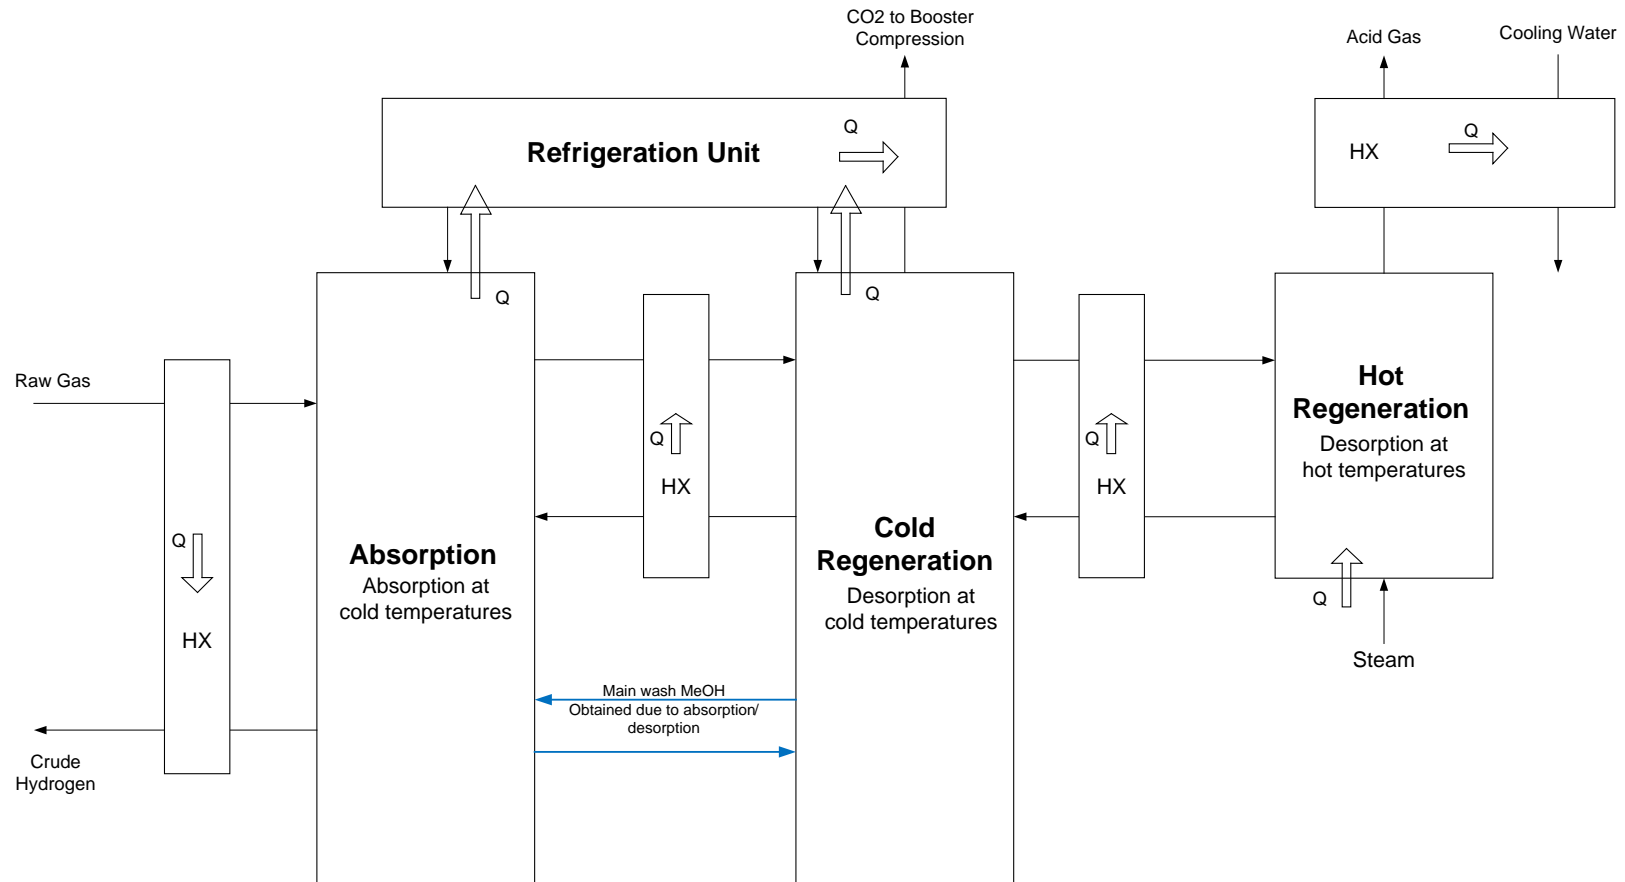 CO2 to Booster
Compression
Acid Gas
Cooling Water
Refrigeration Unit
Q
HX
Q
Q
Q
Raw Gas
Q
HX
Absorption
Absorption at
cold temperatures
Q
HX
Cold
Regeneration
Desorption at
cold temperatures
Q
HX
Hot
Regeneration
Desorption at
hot temperatures
Q
Steam
Main wash MeOH
Obtained due to absorption/
desorption
Crude
Hydrogen